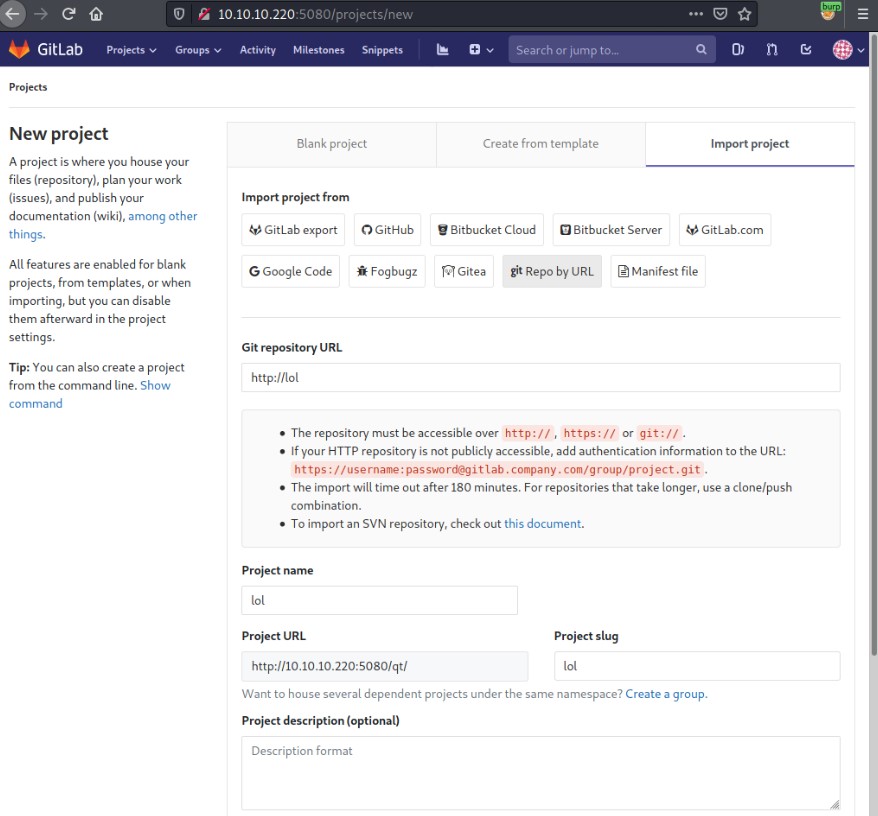 10.10.10.220:5080/projects/new
burp
GitLab Projects Groups Activity Milestones Snippets Search or jump to...
Projects
New project
A project is where you house your
files (repository), plan your work
(issues), and publish your
documentation (wiki), among other
things.
All features are enabled for blank
projects, from templates, or when
importing, but you can disable
them afterward in the project
settings.
Tip: You can also create a project
from the command line. Show
command
Blank project Create from template Import project
Import project from
GitLab export GitHub Bitbucket Cloud Bitbucket Server GitLab.com
Google Code Fogbugz Gitea git Repo by URL Manifest file
Git repository URL
http://lol
The repository must be accessible over http://, https:// or git://.
If your HTTP repository is not publicly accessible, add authentication information to the URL:
https://username:password@gitlab.company.com/group/project.git.
The import will time out after 180 minutes. For repositories that take longer, use a clone/push
combination.
To import an SVN repository, check out this document.
Project name
lol
Project URL Project slug
http://10.10.10.220:5080/qt/ lol
Want to house several dependent projects under the same namespace? Create a group.
Project description (optional)
Description format